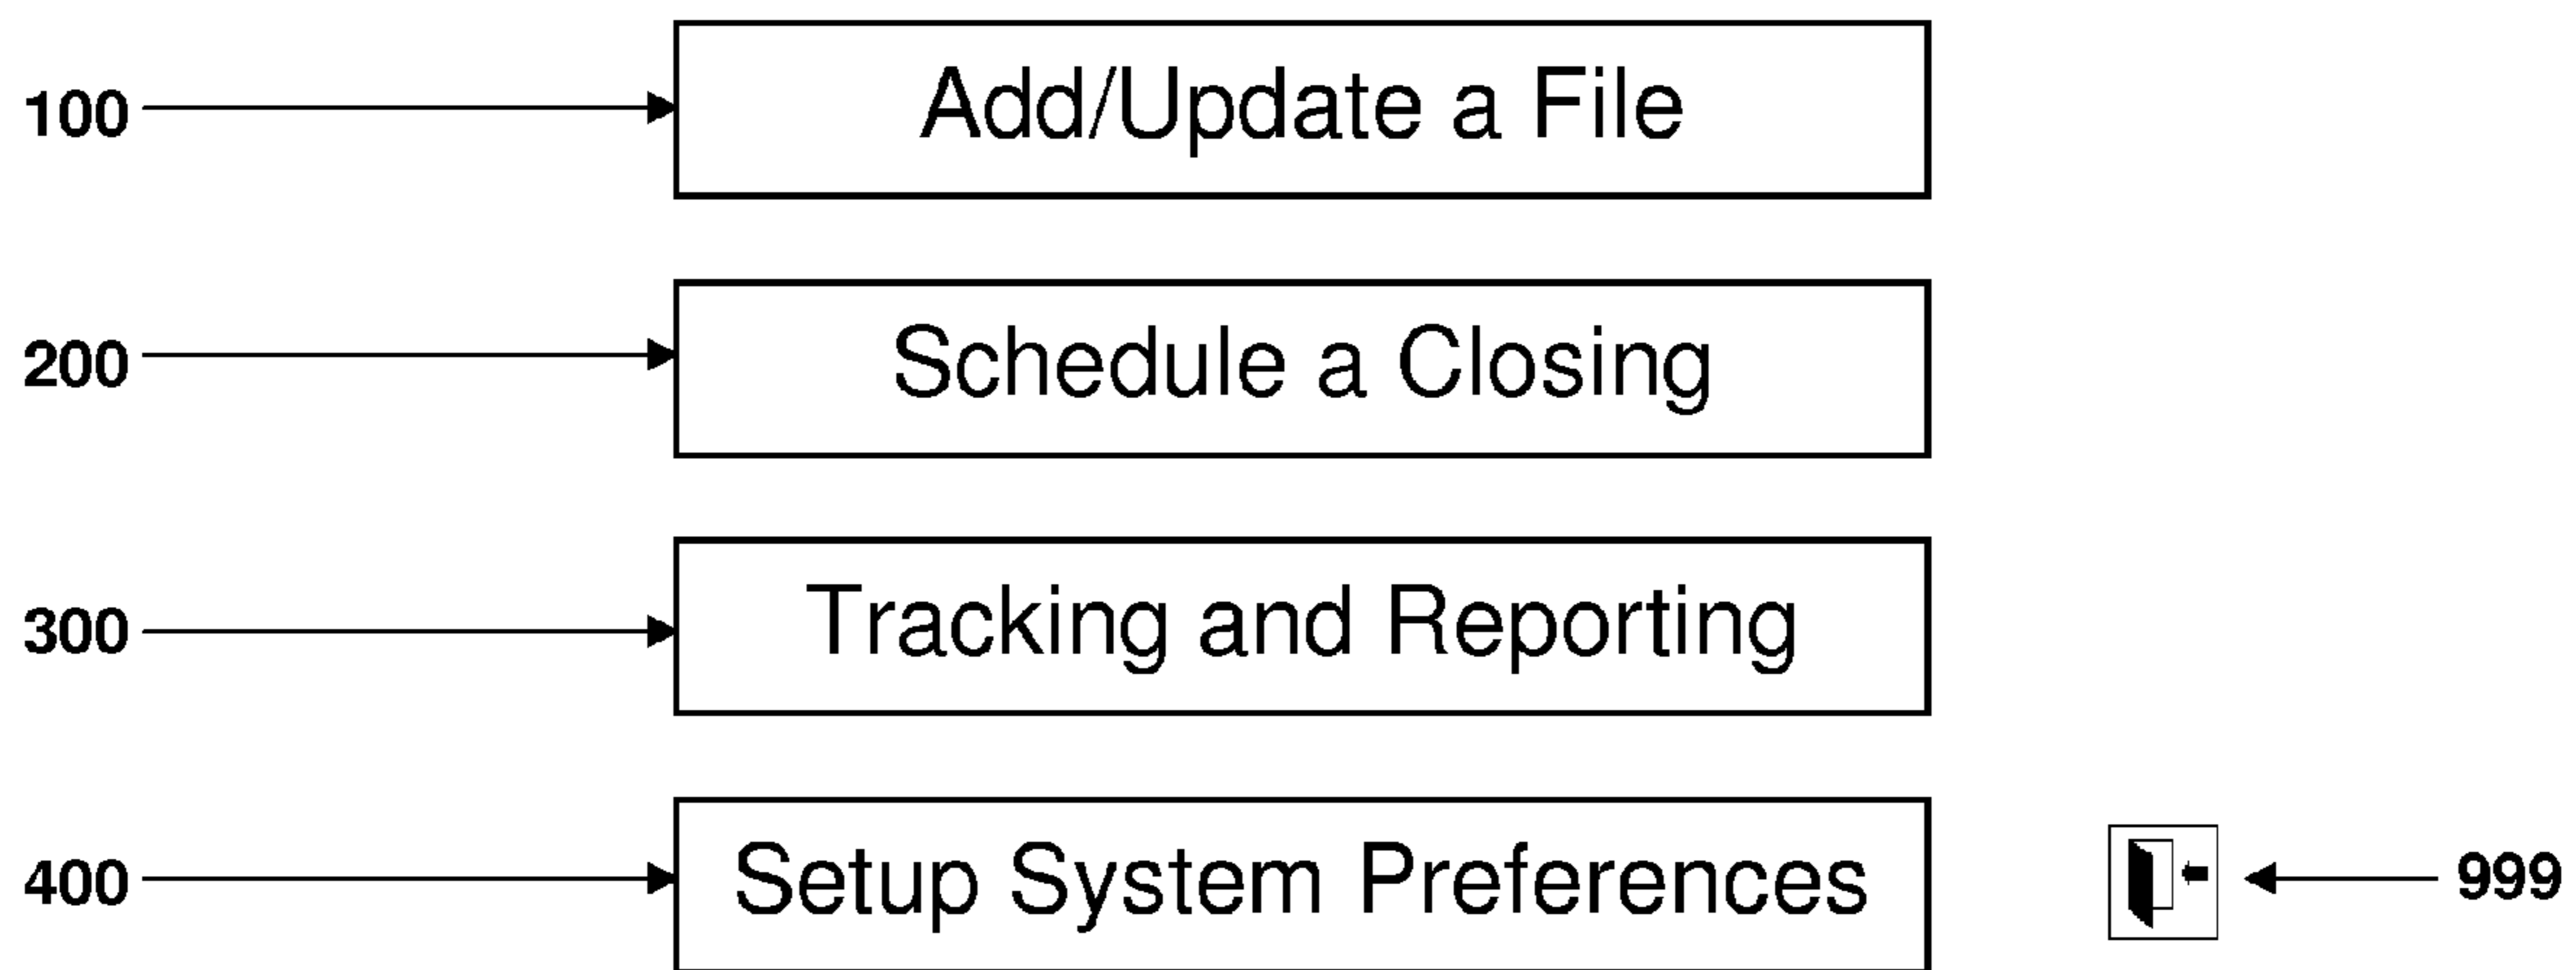 100 Add/Update a File
200 Schedule a Closing
300 Tracking and Reporting
400 Setup System Preferences 999